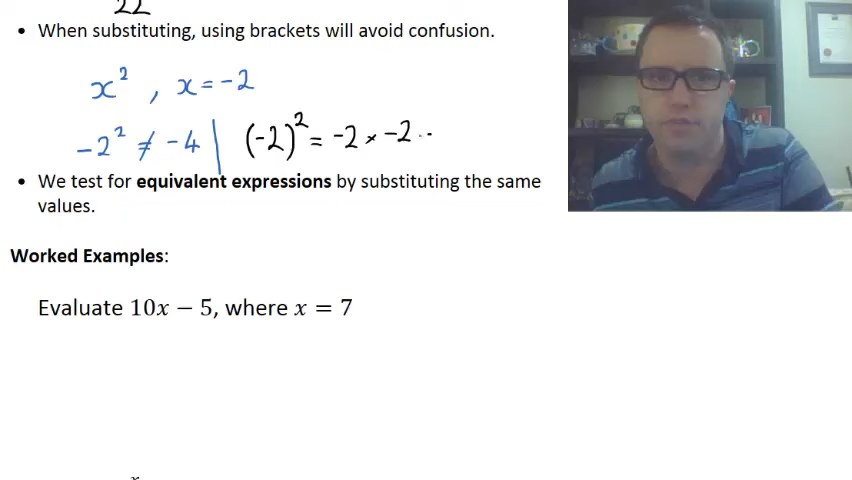 22
• When substituting, using brackets will avoid confusion.
x² , x = -2
-2² ≠ -4 | (-2)² = -2 × -2 ..
• We test for equivalent expressions by substituting the same
values.
Worked Examples:
Evaluate 10x − 5, where x = 7
x